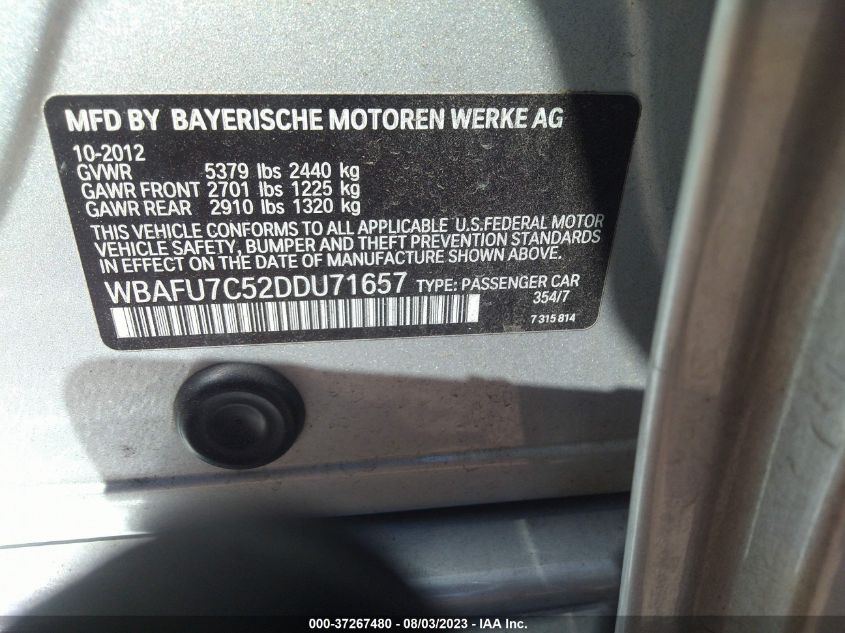 MFD BY BAYERISCHE MOTOREN WERKE AG
10-2012
GVWR 5379 lbs 2440 kg
GAWR FRONT 2701 lbs 1225 kg
GAWR REAR 2910 lbs 1320 kg
THIS VEHICLE CONFORMS TO ALL APPLICABLE U.S.FEDERAL MOTOR
VEHICLE SAFETY, BUMPER AND THEFT PREVENTION STANDARDS
IN EFFECT ON THE DATE OF MANUFACTURE SHOWN ABOVE.
WBAFU7C52DDU71657 TYPE: PASSENGER CAR
354/7
7 315 814
000-37267480 - 08/03/2023 - IAA Inc.